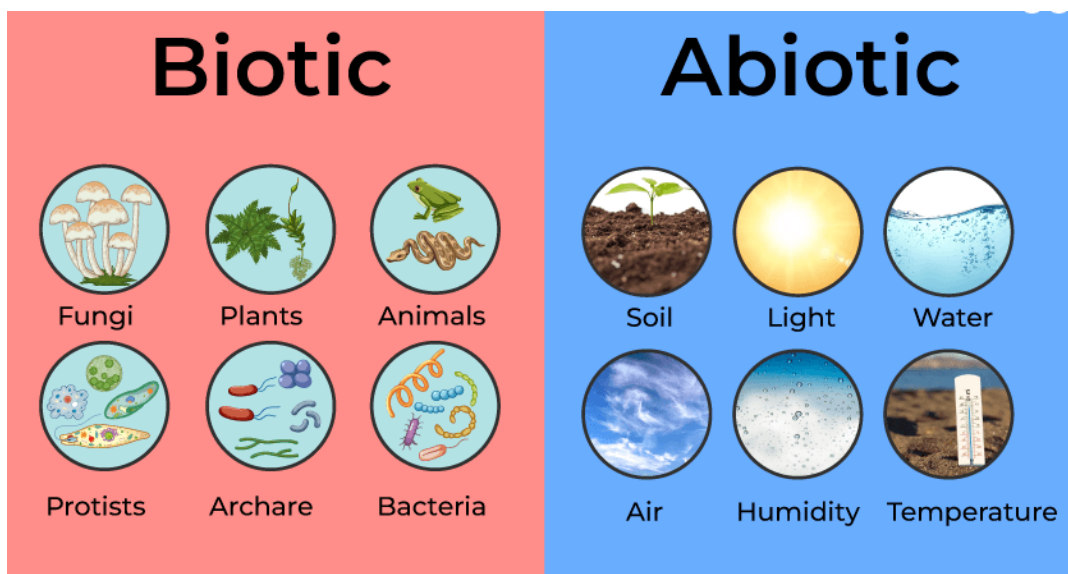 Biotic
Abiotic
Fungi
Plants
Animals
Soil
Light
Water
Protists
Archare
Bacteria
Air
Humidity
Temperature